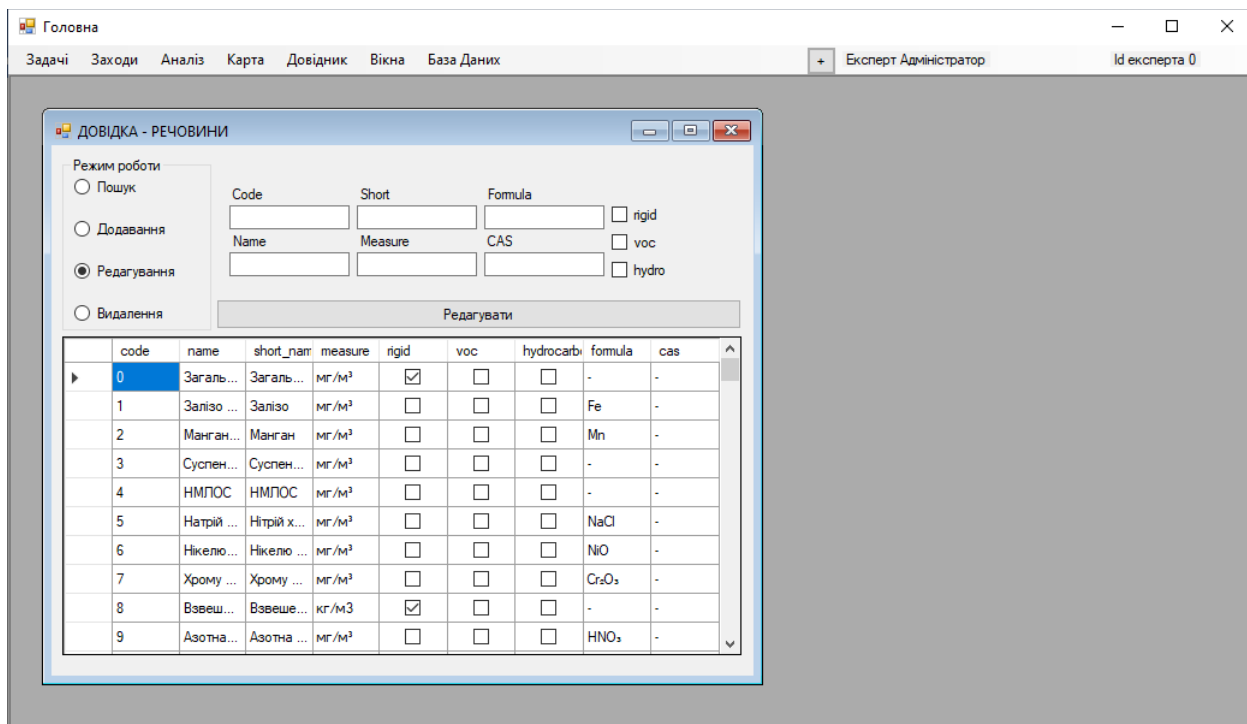 Головна
Задачі Заходи Аналіз Карта Довідник Вікна База Даних + Експерт Адміністратор Id експерта 0
ДОВІДКА - РЕЧОВИНИ
Режим роботи
Пошук
Додавання
Редагування
Видалення
Code Short Formula
rigid
Name Measure CAS
voc
hydro
Редагувати
code name short_nam measure rigid voc hydrocarb formula cas
0 Загаль... Загаль... мг/м³ - -
1 Залізо ... Залізо мг/м³ Fe -
2 Манган... Манган мг/м³ Mn -
3 Суспен... Суспен... мг/м³ - -
4 НМЛОС НМЛОС мг/м³ - -
5 Натрій ... Нітрій х... мг/м³ NaCl -
6 Нікелю... Нікелю ... мг/м³ NiO -
7 Хрому ... Хрому ... мг/м³ Cr₂O₃ -
8 Взвеш... Взвеше... кг/м3 - -
9 Азотна... Азотна ... мг/м³ HNO₃ -